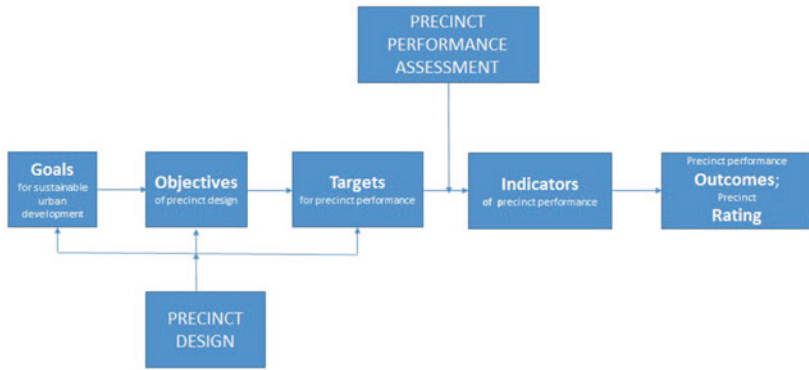 PRECINCT
PERFORMANCE
ASSESSMENT
Goals
for sustainable
urban
development
Objectives
of precinct design
Targets
for precinct performance
Indicators
of precinct performance
Precinct performance
Outcomes;
Precinct
Rating
PRECINCT
DESIGN